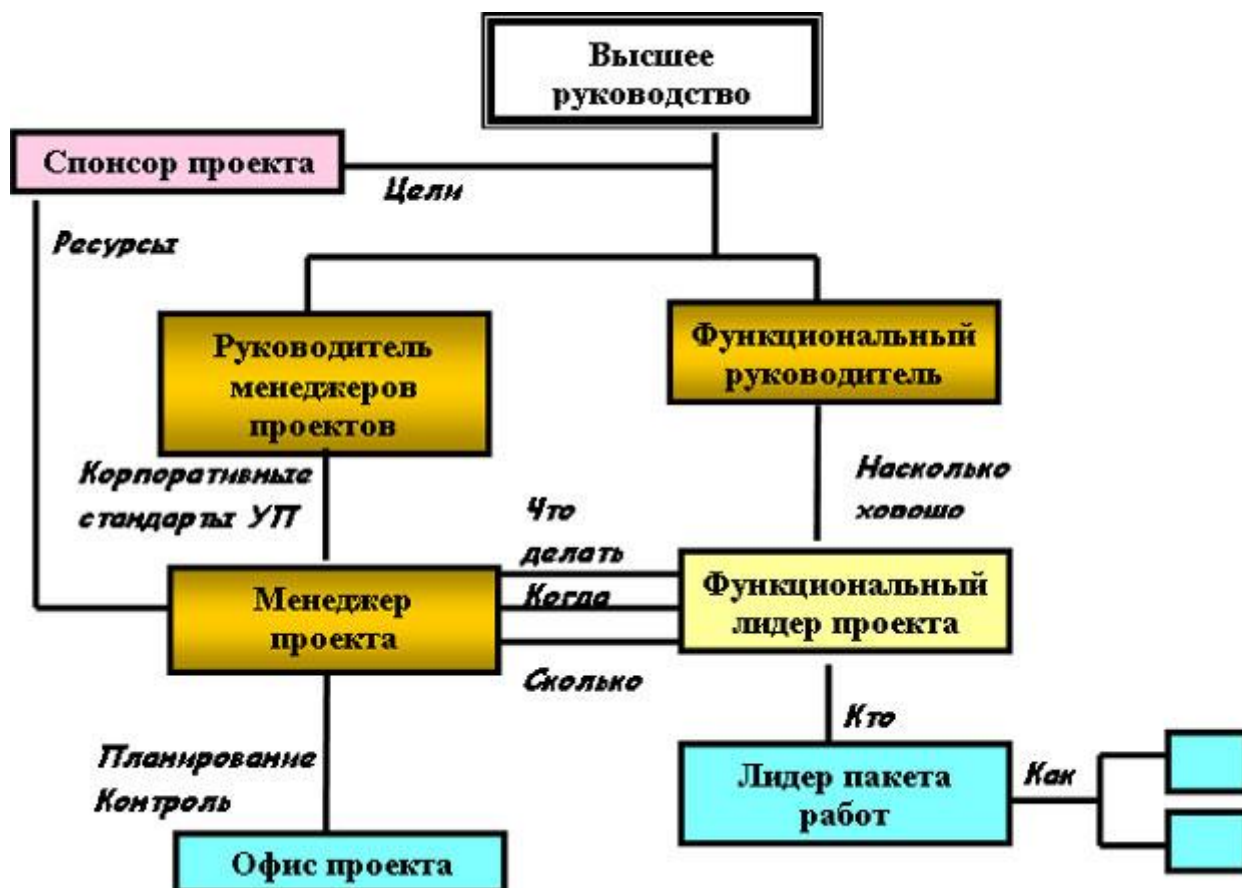 Высшее
руководство
Спонсор проекта
Цели
Ресурсы
Руководитель
менеджеров
проектов
Функциональный
руководитель
Корпоративные
стандарты УП
Насколько
хорошо
Что
делать
Когда
Сколько
Менеджер
проекта
Функциональный
лидер проекта
Кто
Планирование
Контроль
Лидер пакета
работ
Как
Офис проекта